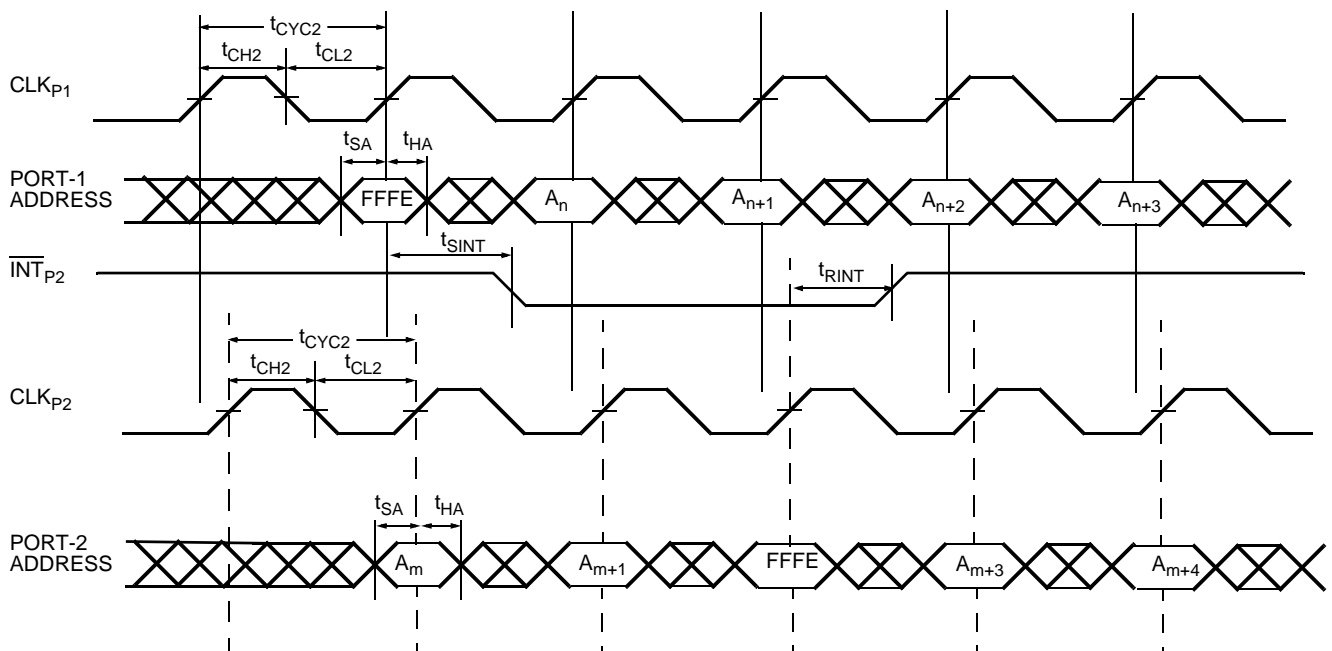 tCYC2
tCH2 tCL2
CLKP1
tSA tHA
PORT-1
ADDRESS
FFFE An An+1 An+2 An+3
tSINT
INTP2
tRINT
tCYC2
tCH2 tCL2
CLKP2
tSA tHA
PORT-2
ADDRESS
Am Am+1 FFFE Am+3 Am+4